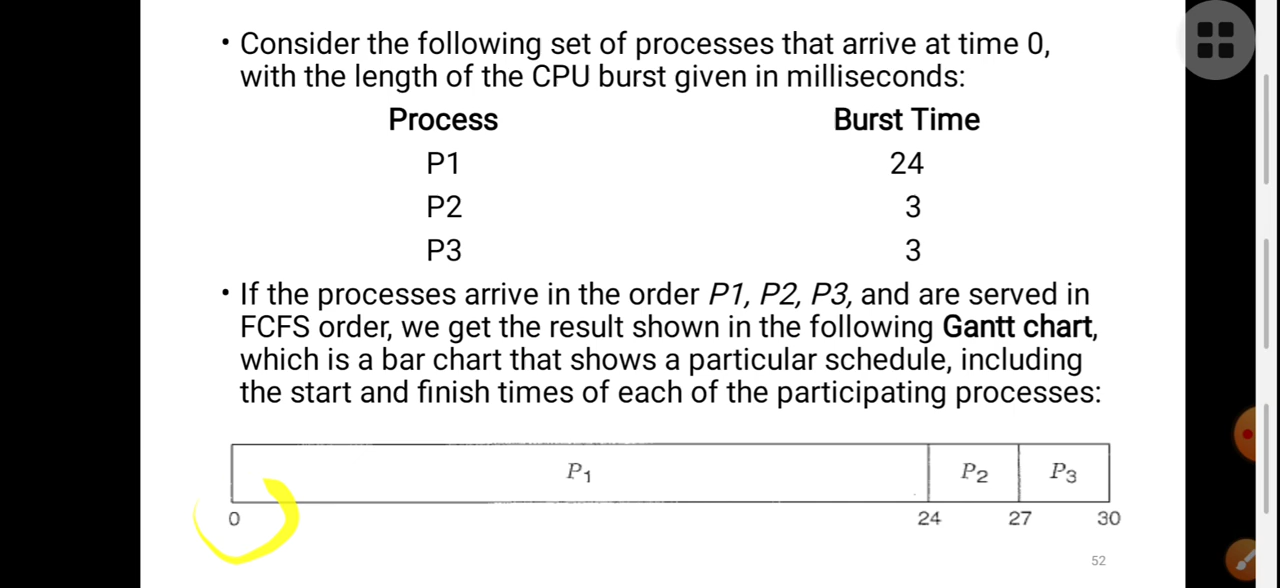 • Consider the following set of processes that arrive at time 0,
with the length of the CPU burst given in milliseconds:
Process Burst Time
P1 24
P2 3
P3 3
• If the processes arrive in the order P1, P2, P3, and are served in
FCFS order, we get the result shown in the following Gantt chart,
which is a bar chart that shows a particular schedule, including
the start and finish times of each of the participating processes:
P1 P2 P3
0 24 27 30
52